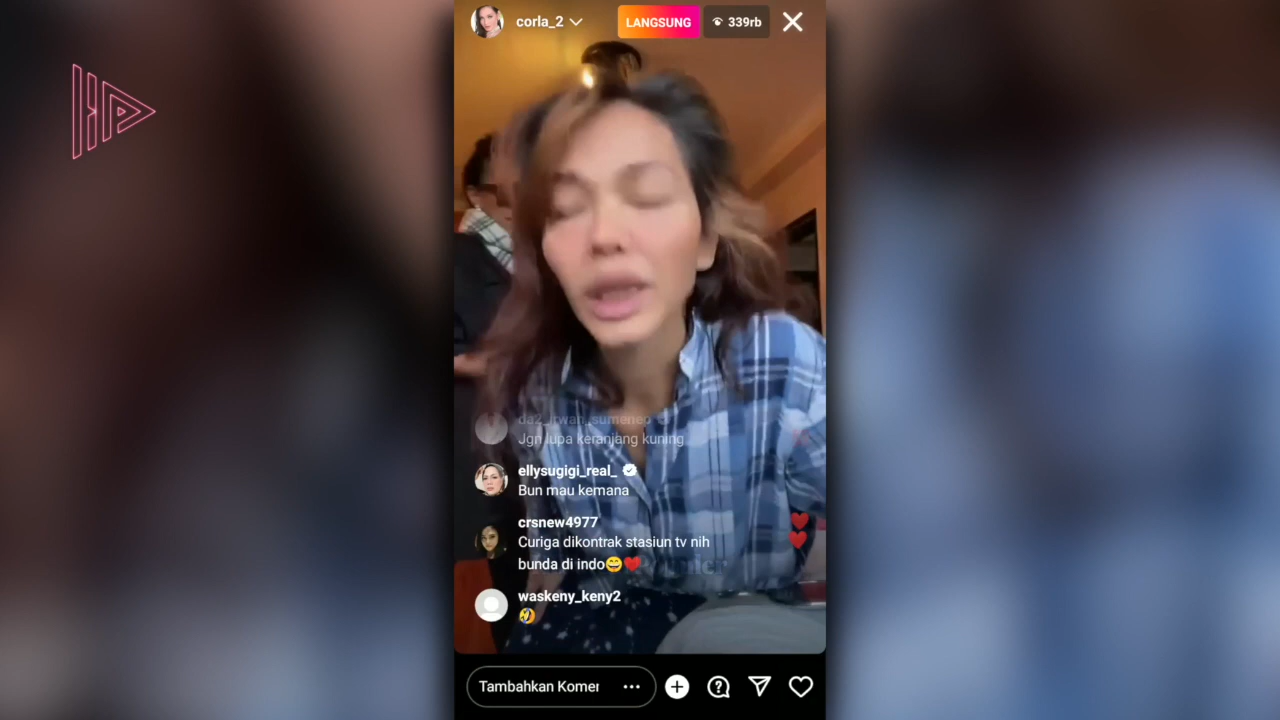 corla_2
LANGSUNG
339rb
da2_irwan_sumenep
Jgn lupa keranjang kuning
ellysugigi_real_
Bun mau kemana
crsnew4977
Curiga dikontrak stasiun tv nih
bunda di indo😄❤️
waskeny_keny2
🤣
Tambahkan Komer